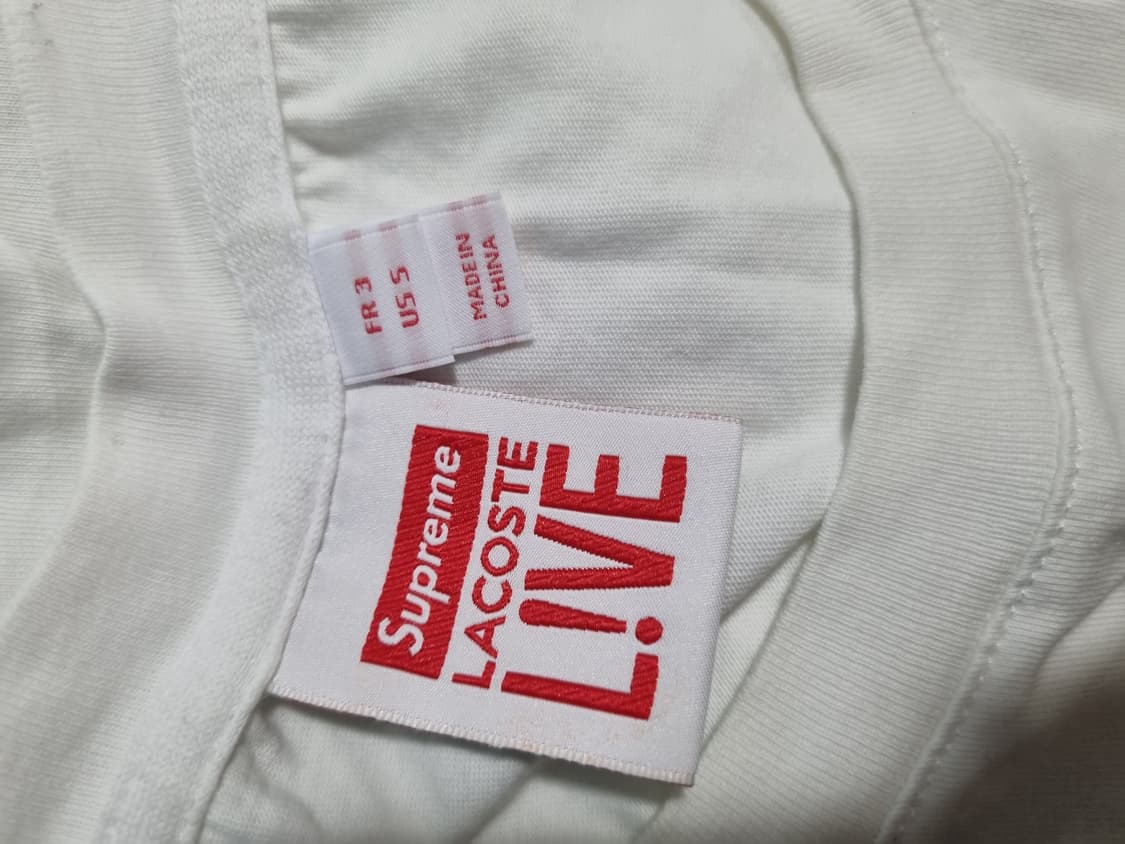 FR 3
US S
MADE IN
CHINA
Supreme
LACOSTE
L!VE